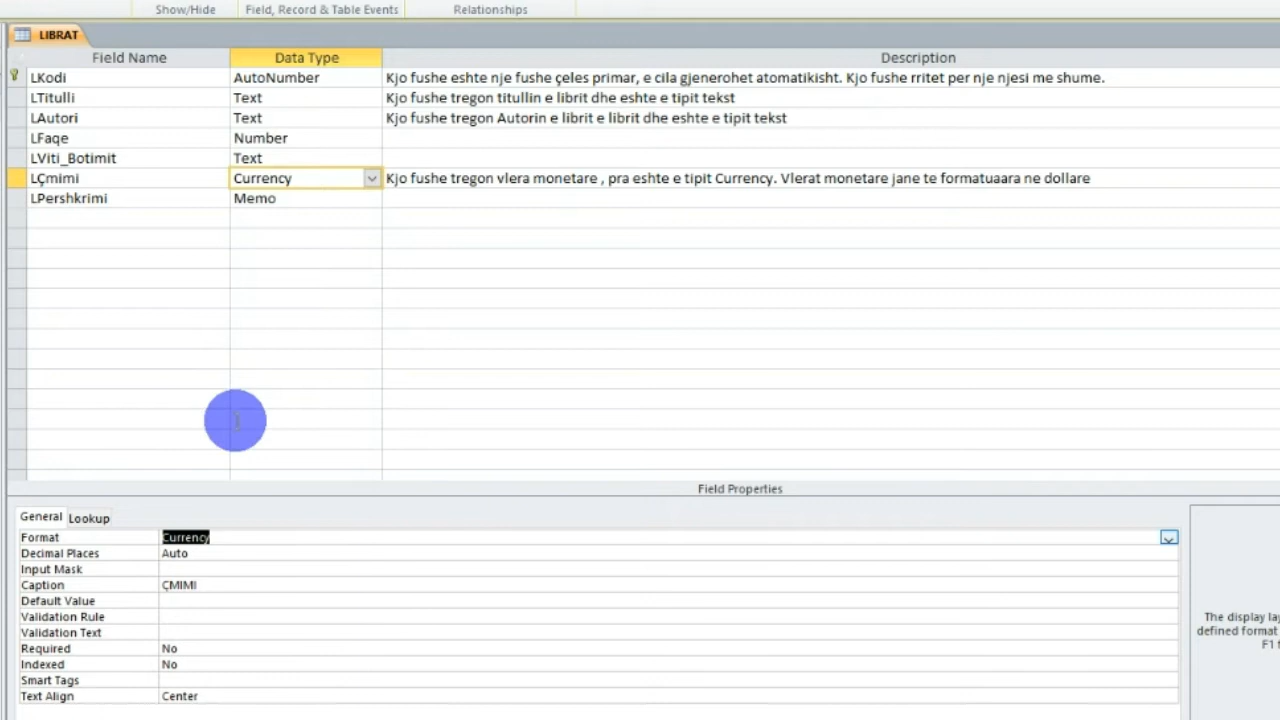 Show/Hide Field, Record & Table Events Relationships
LIBRAT
Field Name Data Type Description
LKodi AutoNumber Kjo fushe eshte nje fushe çeles primar, e cila gjenerohet atomatikisht. Kjo fushe rritet per nje njesi me shume.
LTitulli Text Kjo fushe tregon titullin e librit dhe eshte e tipit tekst
LAutori Text Kjo fushe tregon Autorin e librit e librit dhe eshte e tipit tekst
LFaqe Number
LViti_Botimit Text
LÇmimi Currency Kjo fushe tregon vlera monetare , pra eshte e tipit Currency. Vlerat monetare jane te formatuaara ne dollare
LPershkrimi Memo
Field Properties
General Lookup
Format Currency
Decimal Places Auto
Input Mask
Caption ÇMIMI
Default Value
Validation Rule
Validation Text
Required No
Indexed No
Smart Tags
Text Align Center
The display lay
defined format
F1 t